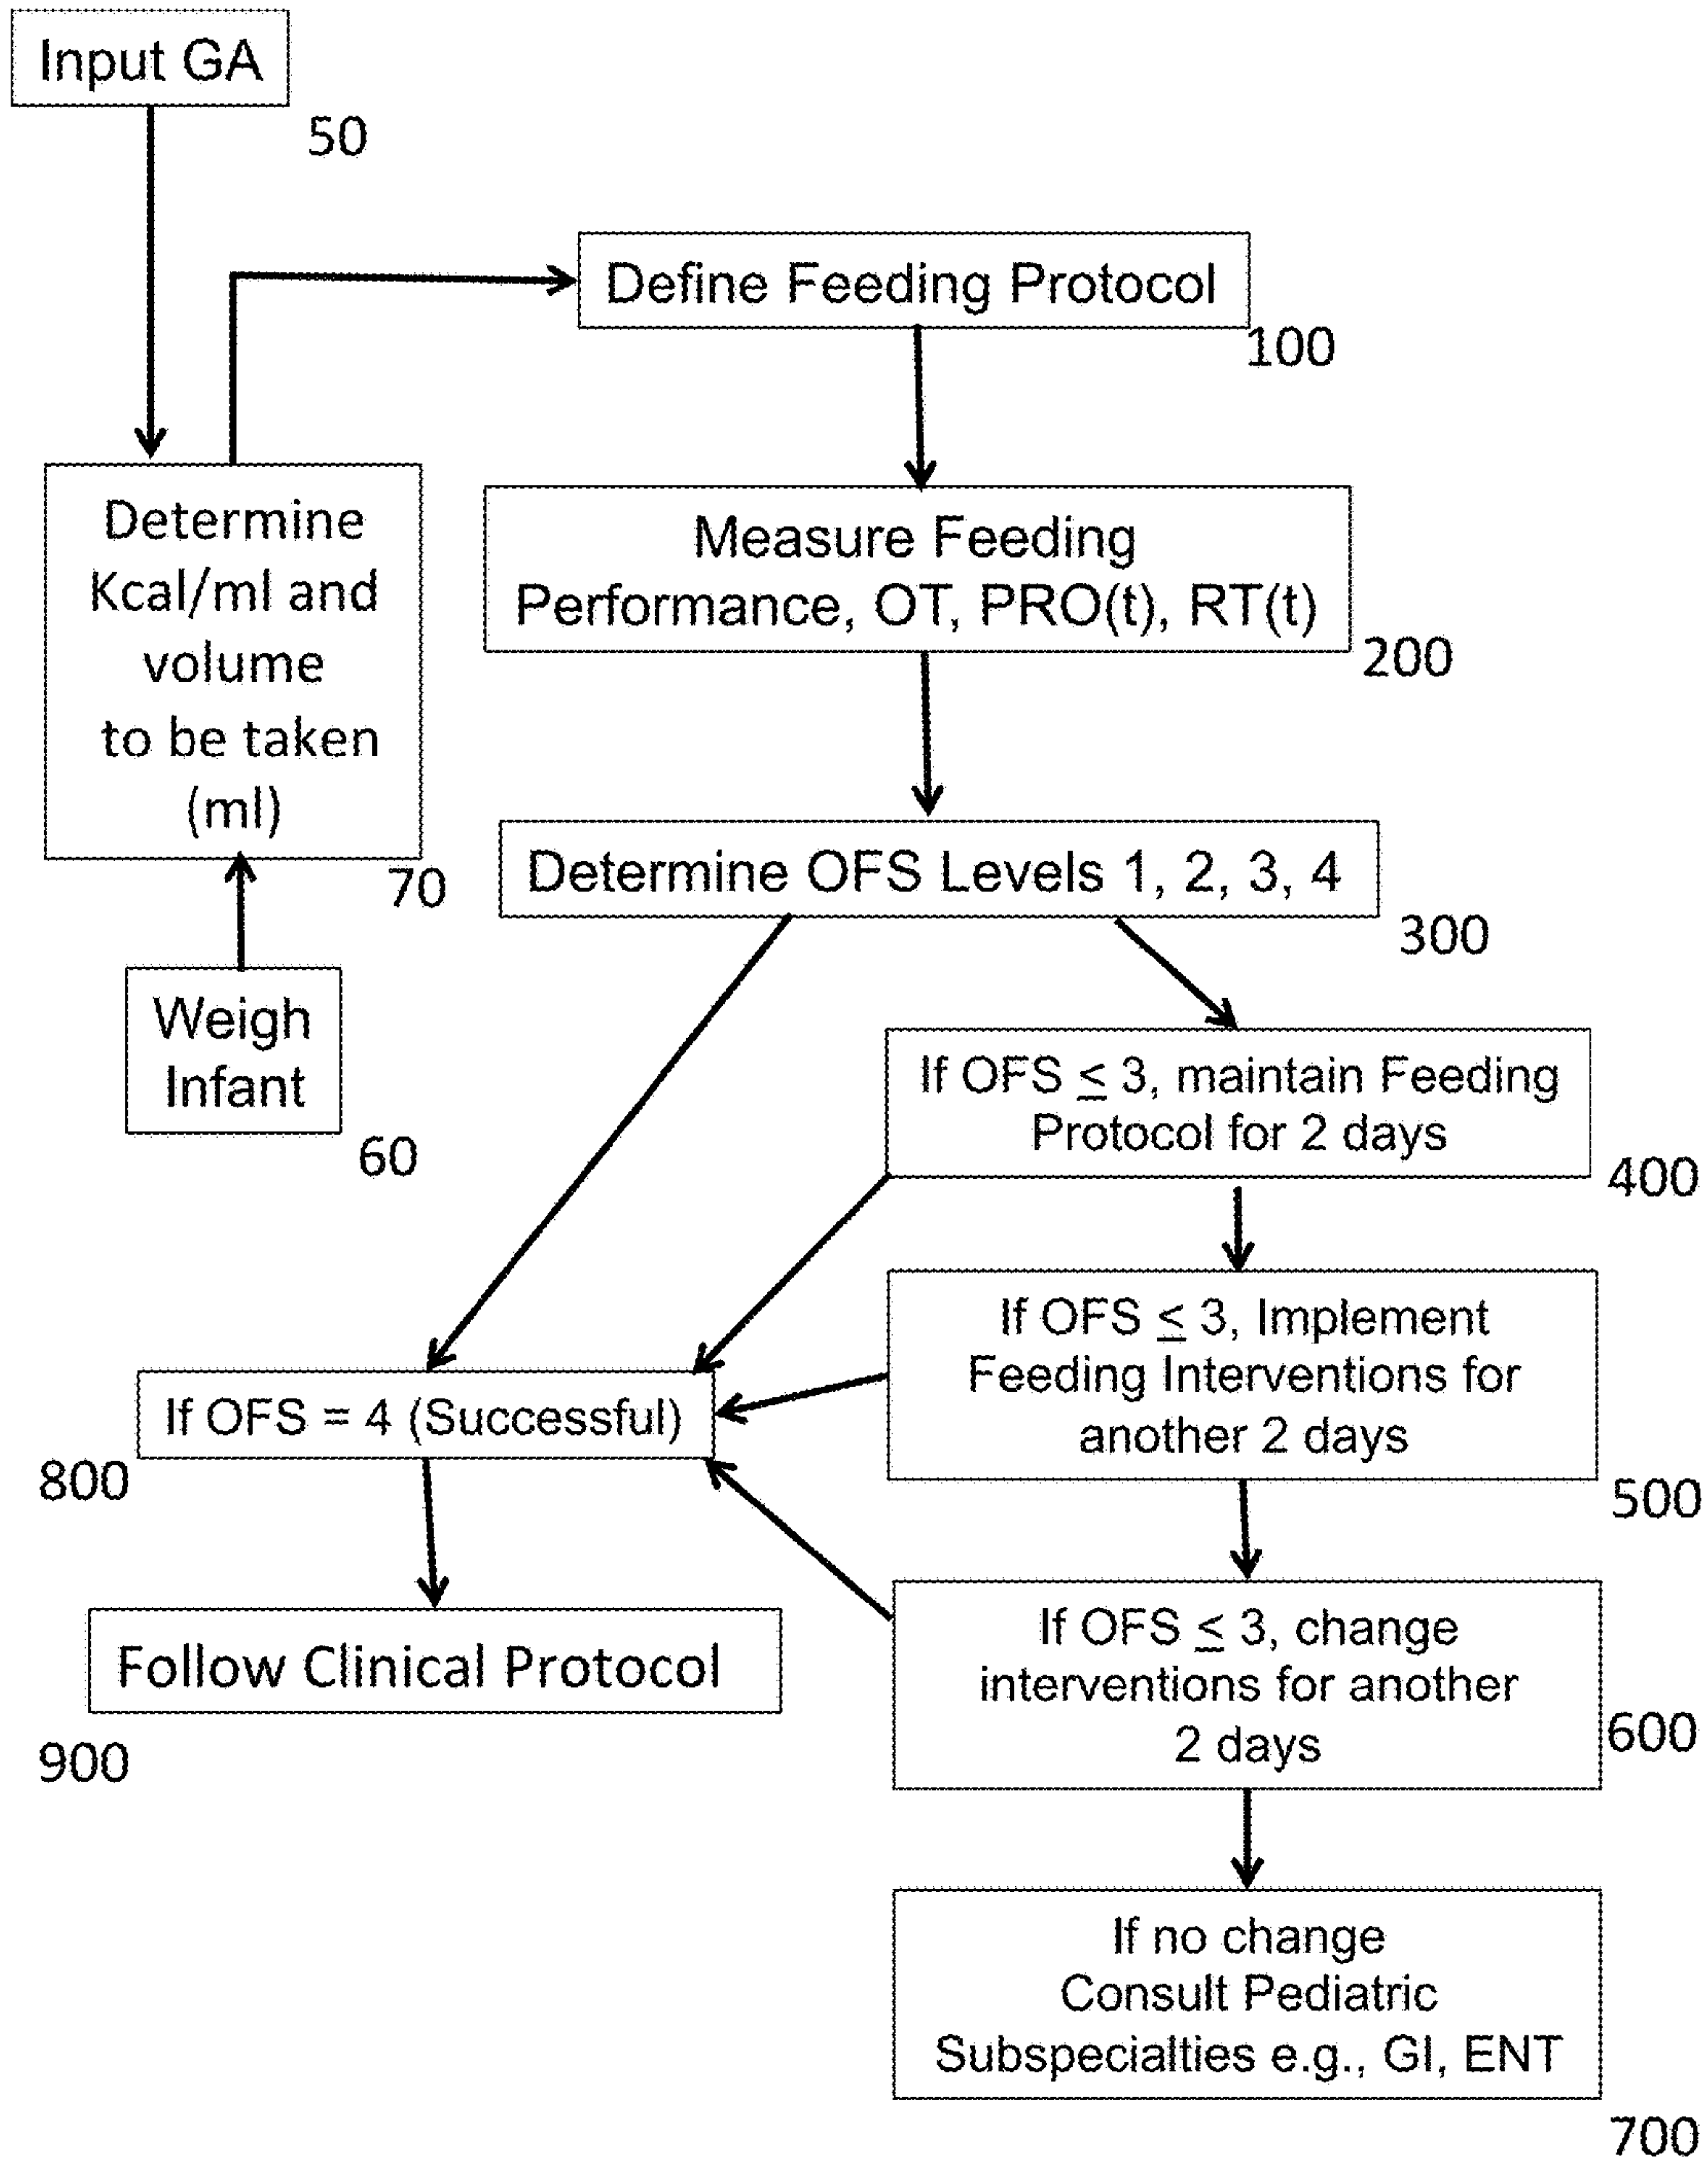 Input GA
50
Define Feeding Protocol
100
Determine
Kcal/ml and
volume
to be taken
(ml)
70
Measure Feeding
Performance, OT, PRO(t), RT(t)
200
Determine OFS Levels 1, 2, 3, 4
300
Weigh
Infant
60
If OFS ≤ 3, maintain Feeding
Protocol for 2 days
400
If OFS ≤ 3, Implement
Feeding Interventions for
another 2 days
500
If OFS = 4 (Successful)
800
If OFS ≤ 3, change
interventions for another
2 days
600
Follow Clinical Protocol
900
If no change
Consult Pediatric
Subspecialties e.g., GI, ENT
700